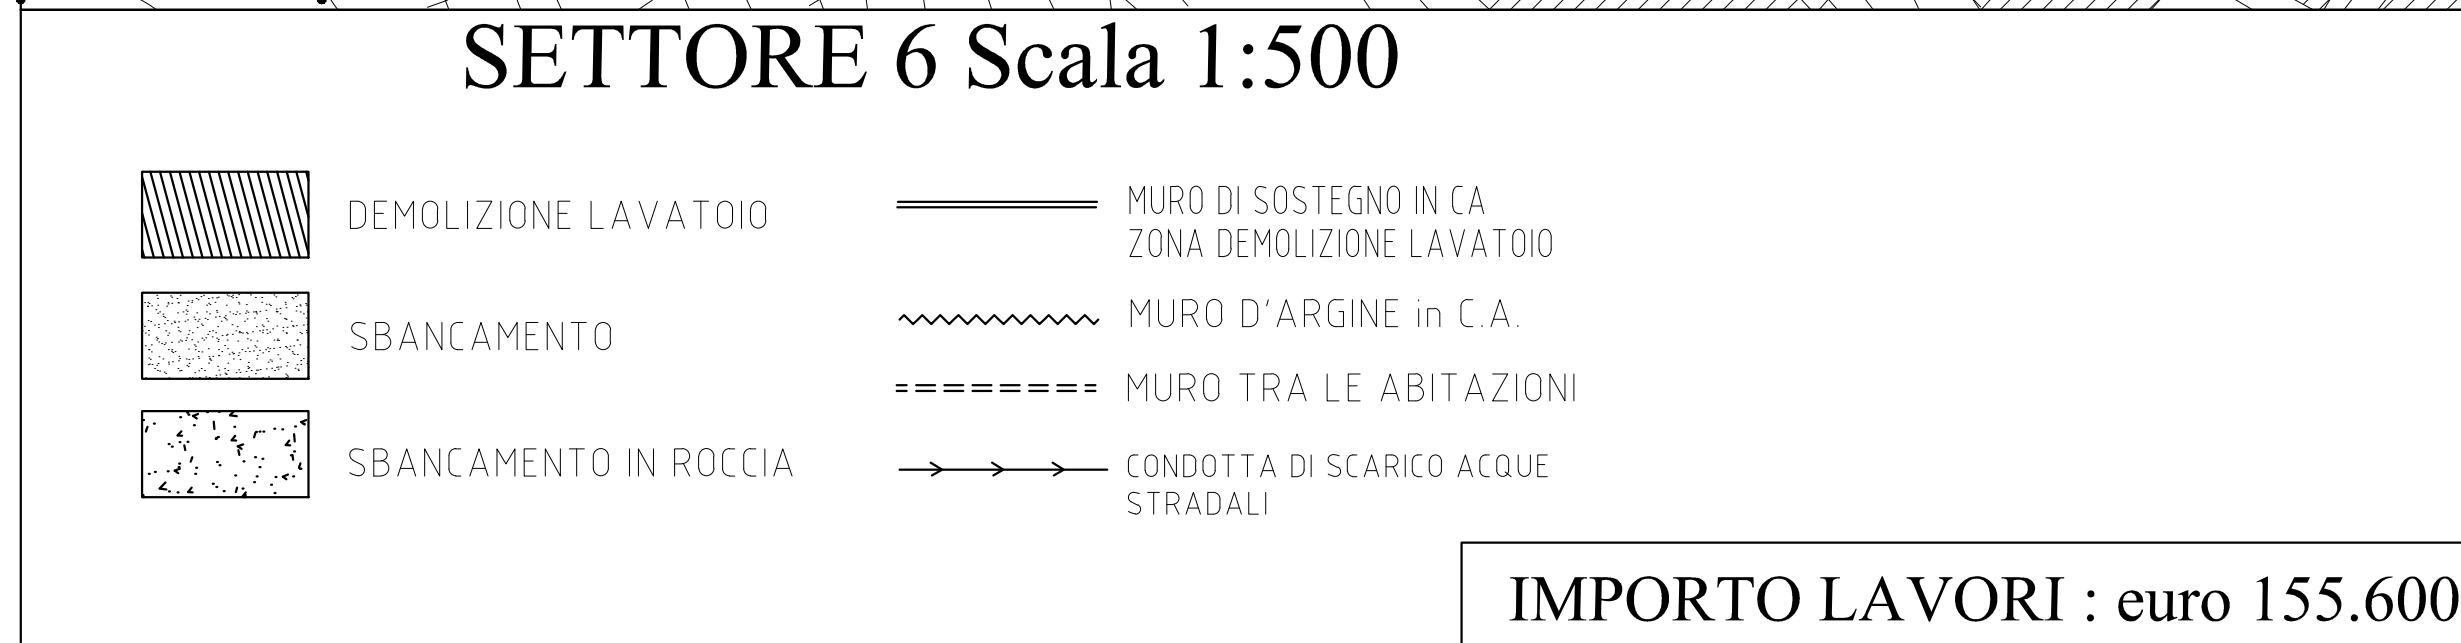 SETTORE 6 Scala 1:500
DEMOLIZIONE LAVATOIO
SBANCAMENTO
SBANCAMENTO IN ROCCIA
MURO DI SOSTEGNO IN CA
ZONA DEMOLIZIONE LAVATOIO
MURO D'ARGINE in C.A.
MURO TRA LE ABITAZIONI
CONDOTTA DI SCARICO ACQUE
STRADALI
IMPORTO LAVORI : euro 155.600